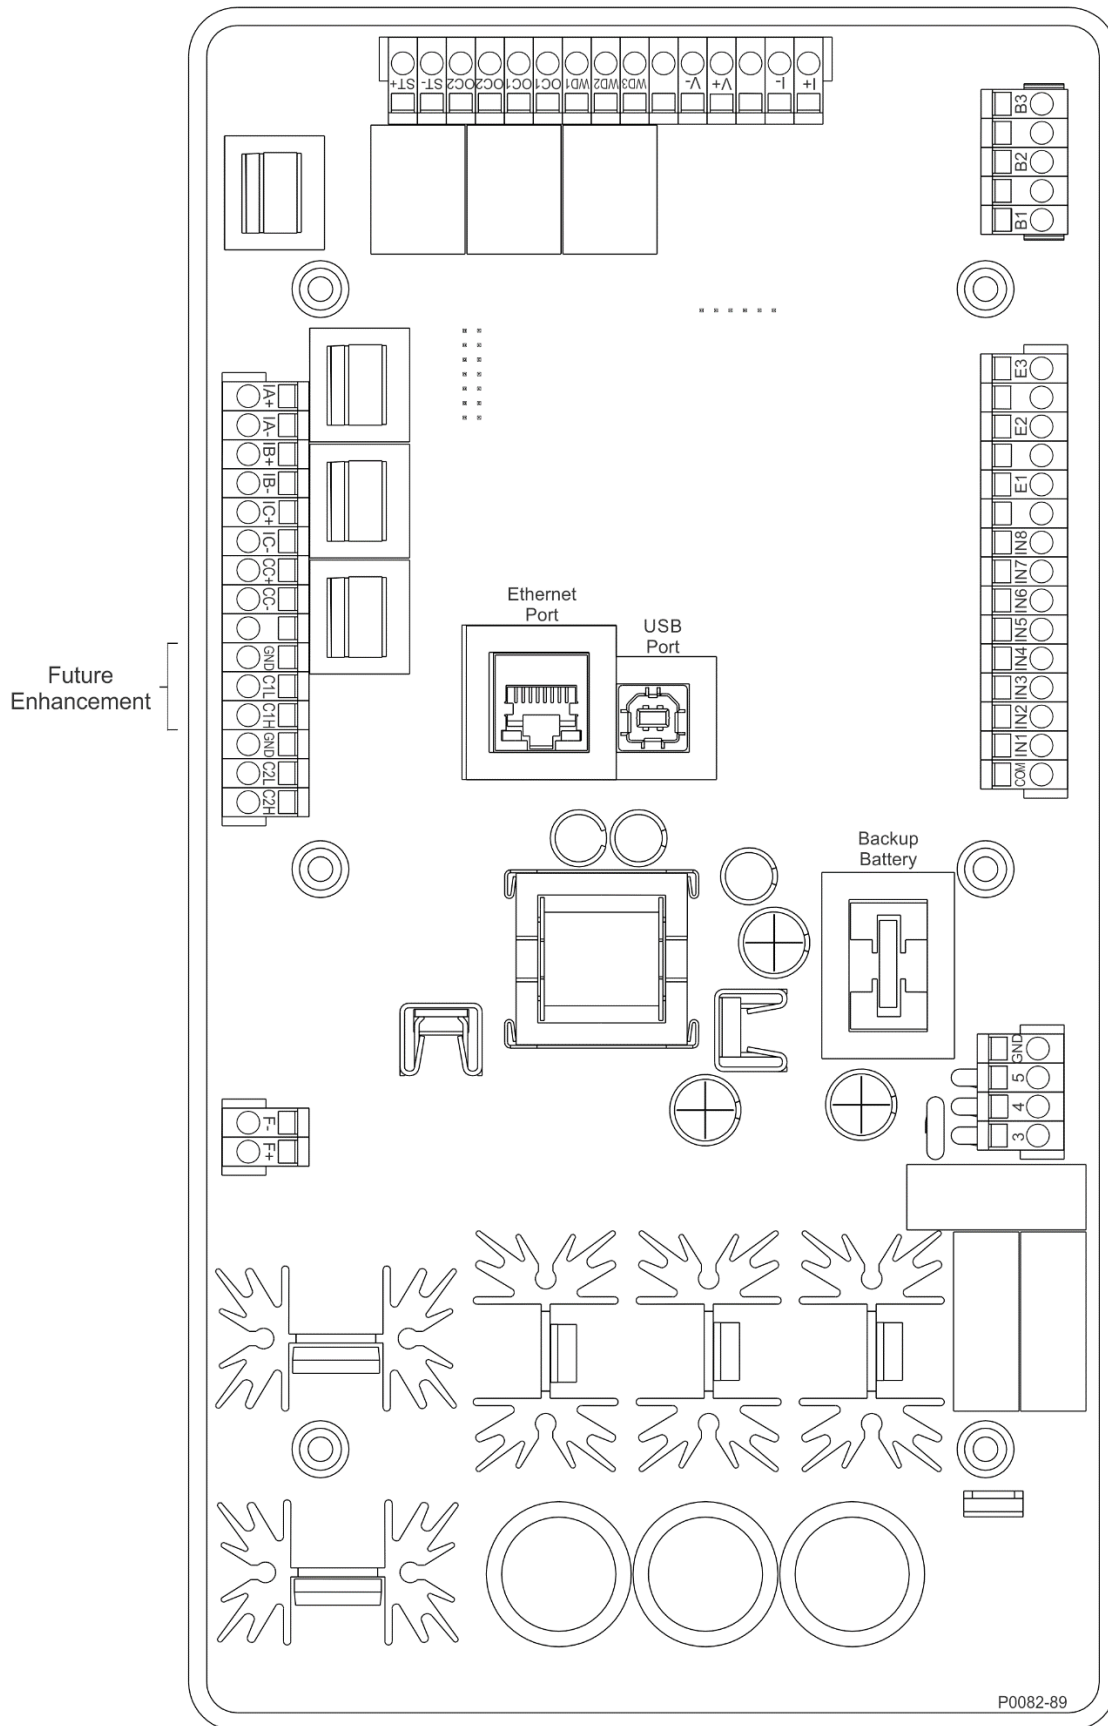 ST+ ST- OC2 OC2 OC1 OC1 WD1 WD2 WD3 V- V+ I- I+
B3
B2
B1
IA+
IA-
IB+
IB-
IC+
IC-
CC+
CC-
GND
C1L
C1H
GND
C2L
C2H
Future
Enhancement
E3
E2
E1
IN8
IN7
IN6
IN5
IN4
IN3
IN2
IN1
COM
Ethernet
Port
USB
Port
Backup
Battery
GND
5
4
3
F-
F+
P0082-89